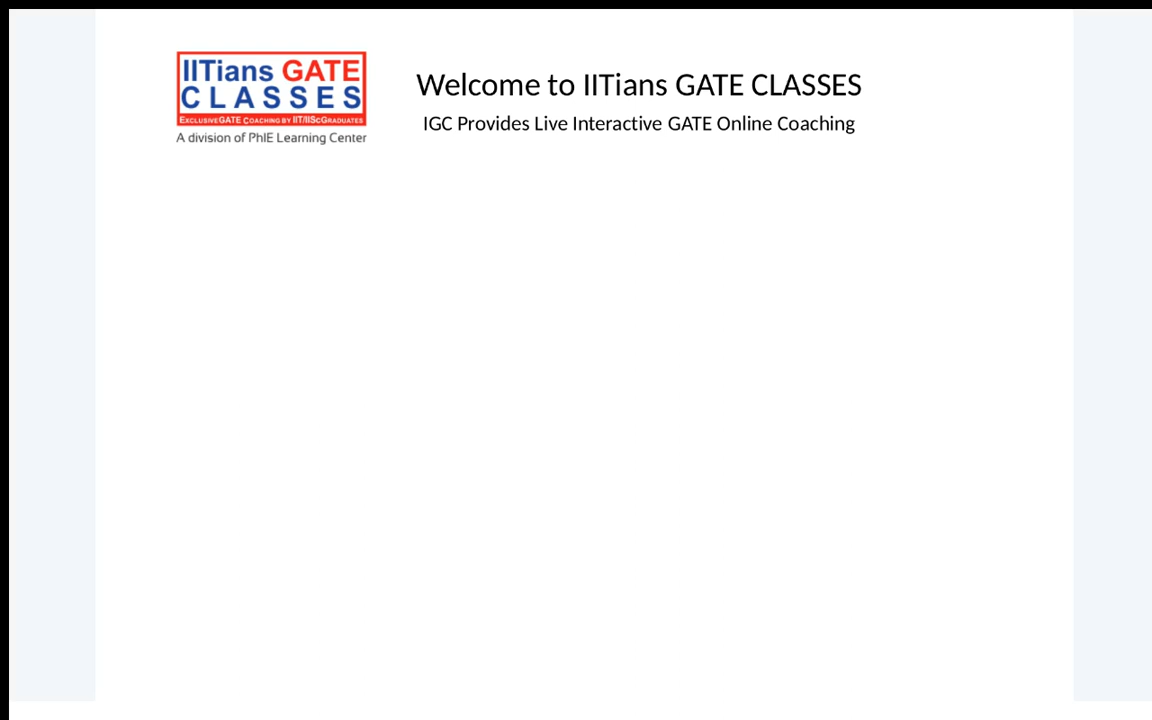 IITians GATE
CLASSES
EXCLUSIVE GATE COACHING BY IIT/IISc GRADUATES
A division of PhIE Learning Center
Welcome to IITians GATE CLASSES
IGC Provides Live Interactive GATE Online Coaching